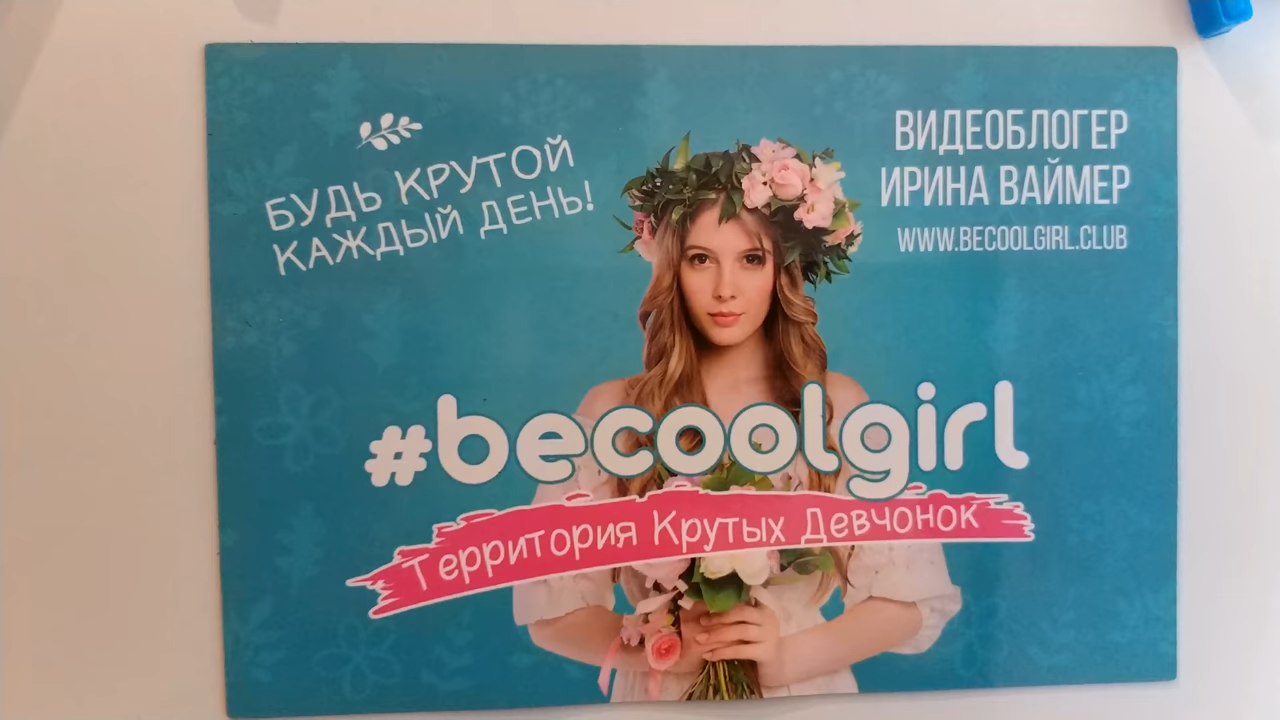 БУДЬ КРУТОЙ
КАЖДЫЙ ДЕНЬ!
ВИДЕОБЛОГЕР
ИРИНА ВАЙМЕР
WWW.BECOOLGIRL.CLUB
#becoolgirl
Территория Крутых Девчонок